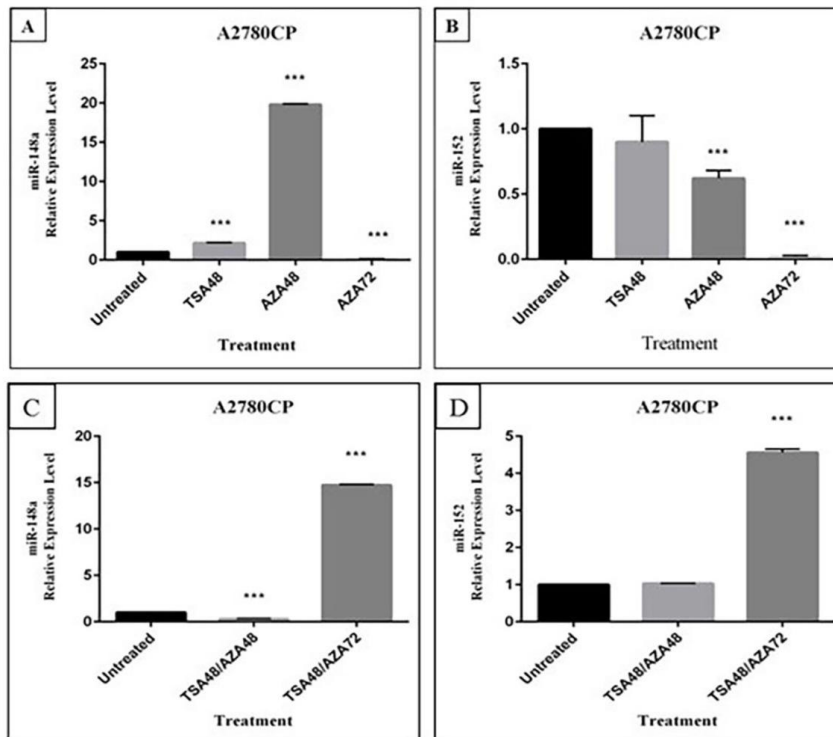 A
A2780CP
miR-148a
Relative Expression Level
25
20
15
10
5
0
***
***
***
Untreated
TSA48
AZA48
AZA72
Treatment
B
A2780CP
miR-152
Relative Expression Level
1.5
1.0
0.5
0.0
***
***
Untreated
TSA48
AZA48
AZA72
Treatment
C
A2780CP
miR-148a
Relative Expression Level
20
15
10
5
0
***
***
Untreated
TSA48/AZA48
TSA48/AZA72
Treatment
D
A2780CP
miR-152
Relative Expression Level
5
4
3
2
1
0
***
Untreated
TSA48/AZA48
TSA48/AZA72
Treatment